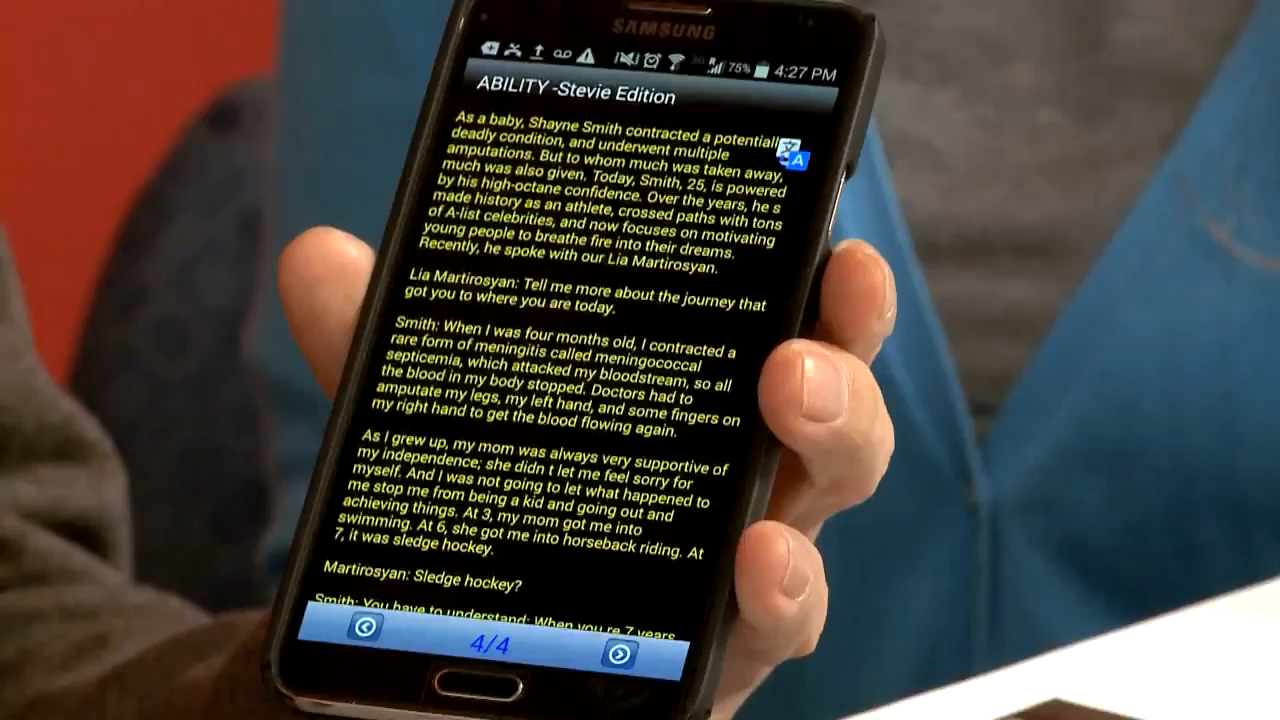 SAMSUNG
75% 4:27 PM
ABILITY -Stevie Edition
As a baby, Shayne Smith contracted a potentiall
deadly condition, and underwent multiple
amputations. But to whom much was taken away,
much was also given. Today, Smith, 25, is powered
by his high-octane confidence. Over the years, he s
made history as an athlete, crossed paths with tons
of A-list celebrities, and now focuses on motivating
young people to breathe fire into their dreams.
Recently, he spoke with our Lia Martirosyan.
Lia Martirosyan: Tell me more about the journey that
got you to where you are today.
Smith: When I was four months old, I contracted a
rare form of meningitis called meningococcal
septicemia, which attacked my bloodstream, so all
the blood in my body stopped. Doctors had to
amputate my legs, my left hand, and some fingers on
my right hand to get the blood flowing again.
As I grew up, my mom was always very supportive of
my independence; she didn t let me feel sorry for
myself. And I was not going to let what happened to
me stop me from being a kid and going out and
achieving things. At 3, my mom got me into
swimming. At 6, she got me into horseback riding. At
7, it was sledge hockey.
Martirosyan: Sledge hockey?
Smith: You have to understand: When you re 7 years
4/4